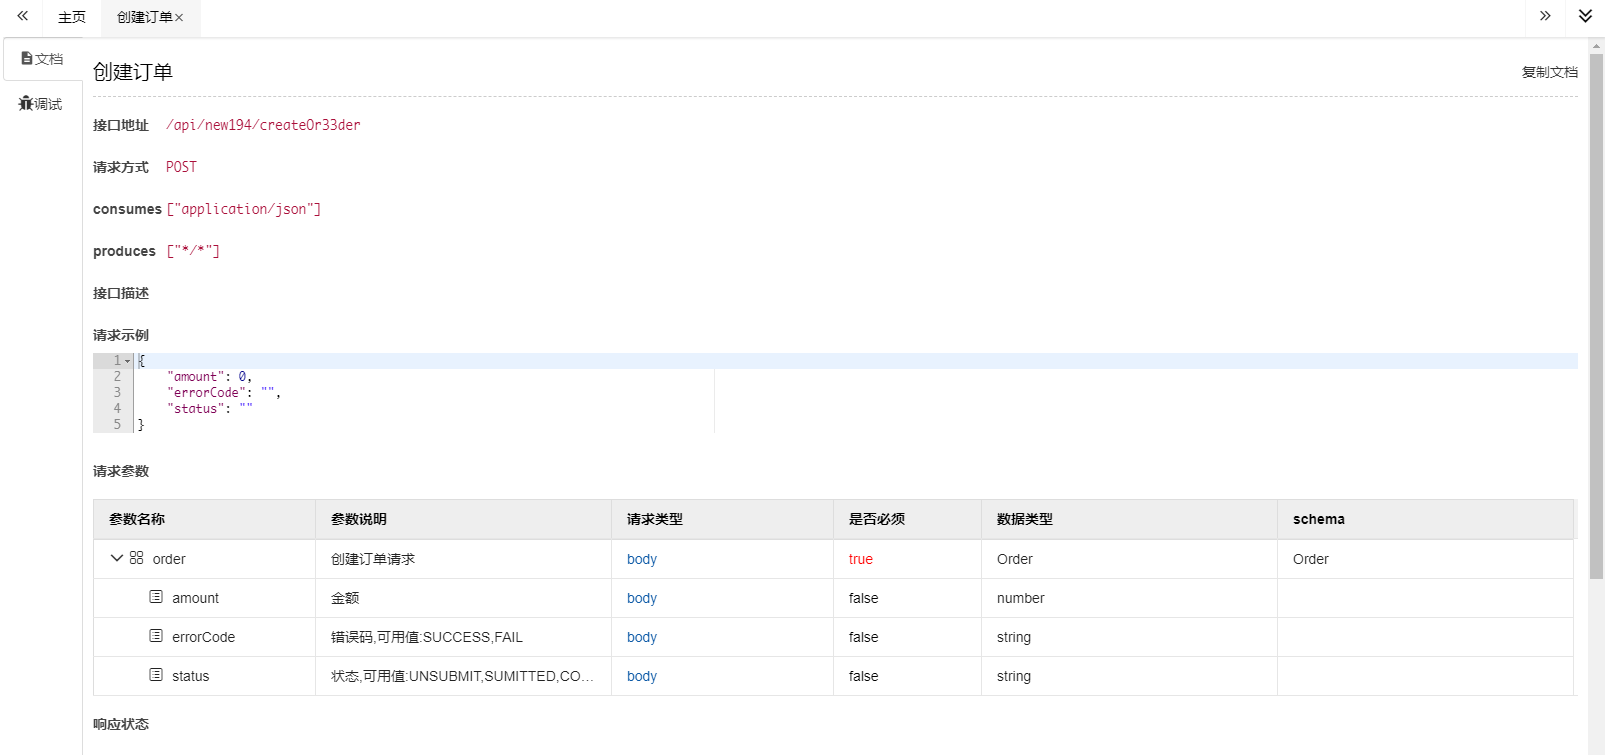 主页 创建订单×
文档
调试
创建订单 复制文档
接口地址 /api/new194/createOr33der
请求方式 POST
consumes ["application/json"]
produces ["*/*"]
接口描述
请求示例
1 {
2 "amount": 0,
3 "errorCode": "",
4 "status": ""
5 }
请求参数
参数名称 参数说明 请求类型 是否必须 数据类型 schema
order 创建订单请求 body true Order Order
amount 金额 body false number
errorCode 错误码,可用值:SUCCESS,FAIL body false string
status 状态,可用值:UNSUBMIT,SUMITTED,CO... body false string
响应状态